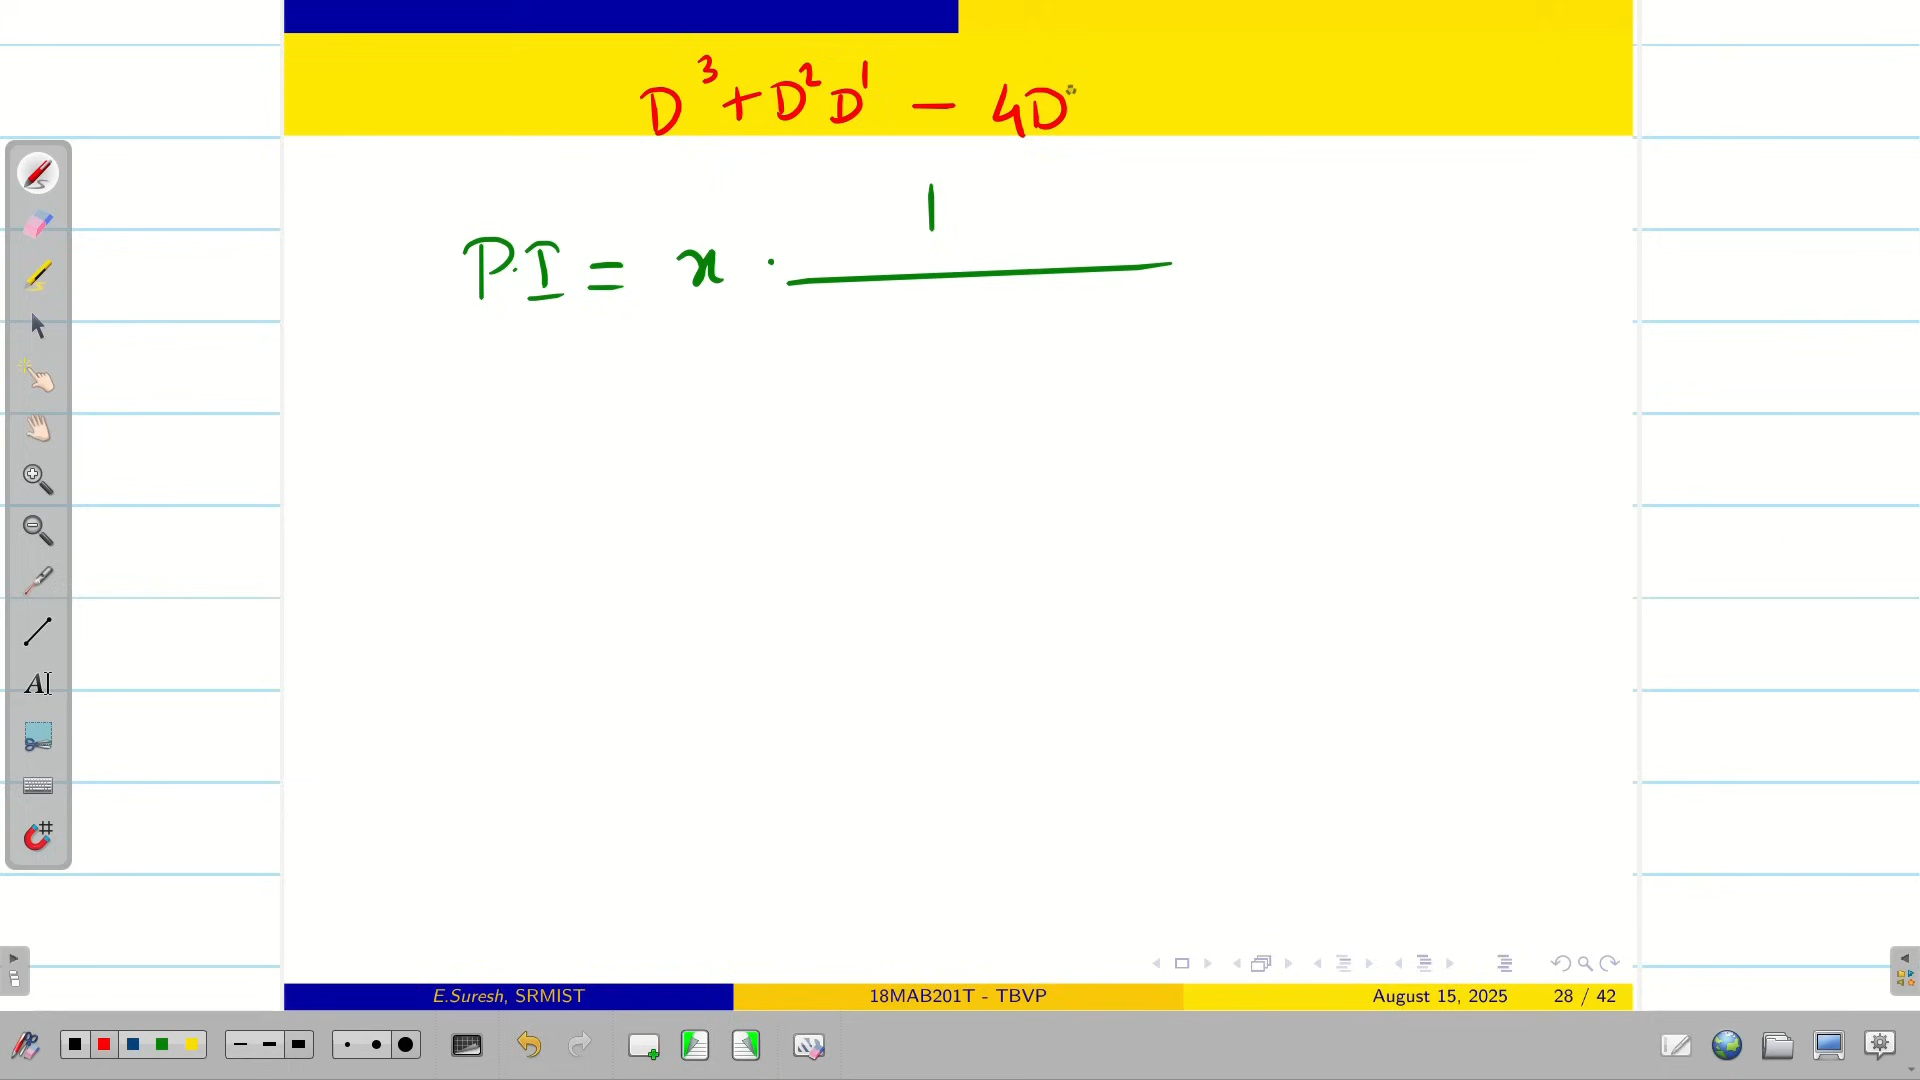 D³ + D²D' - 4D
P.I = x · 1
E.Suresh, SRMIST 18MAB201T - TBVP August 15, 2025 28 / 42